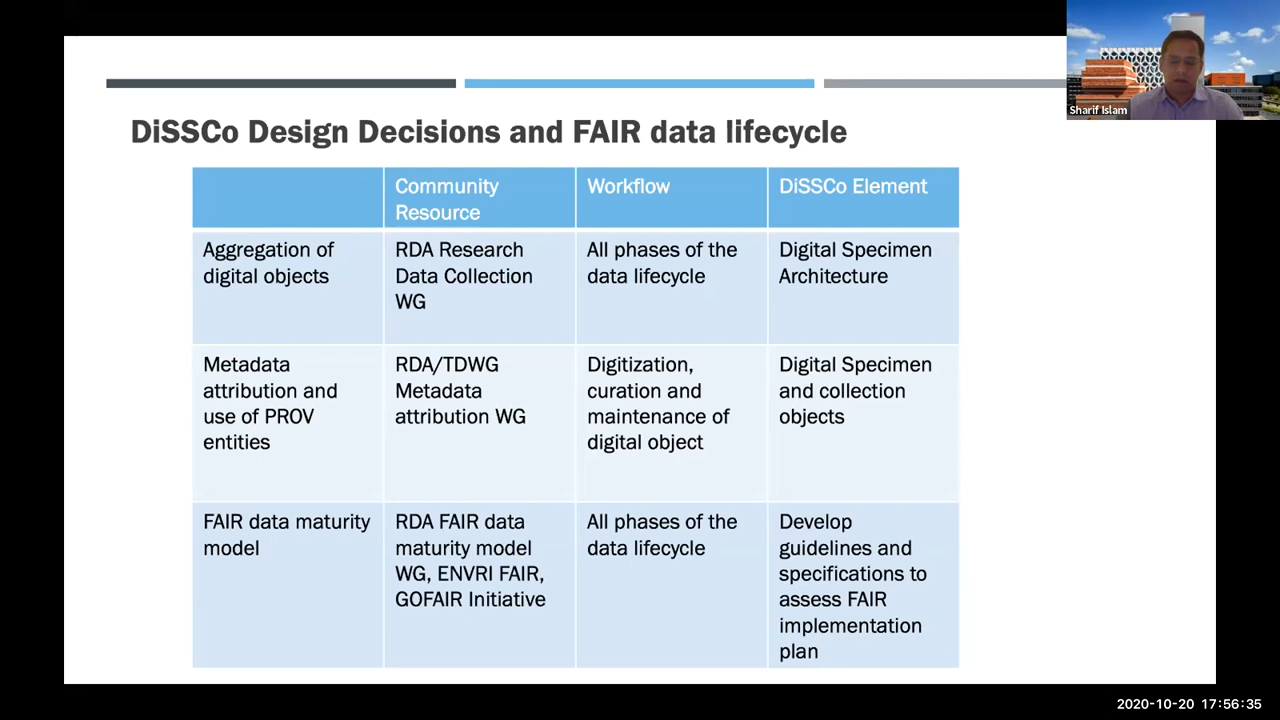 Sharif Islam
DiSSCo Design Decisions and FAIR data lifecycle
Community
Resource
Workflow
DiSSCo Element
Aggregation of
digital objects
RDA Research
Data Collection
WG
All phases of the
data lifecycle
Digital Specimen
Architecture
Metadata
attribution and
use of PROV
entities
RDA/TDWG
Metadata
attribution WG
Digitization,
curation and
maintenance of
digital object
Digital Specimen
and collection
objects
FAIR data maturity
model
RDA FAIR data
maturity model
WG, ENVRI FAIR,
GOFAIR Initiative
All phases of the
data lifecycle
Develop
guidelines and
specifications to
assess FAIR
implementation
plan
2020-10-20 17:56:35